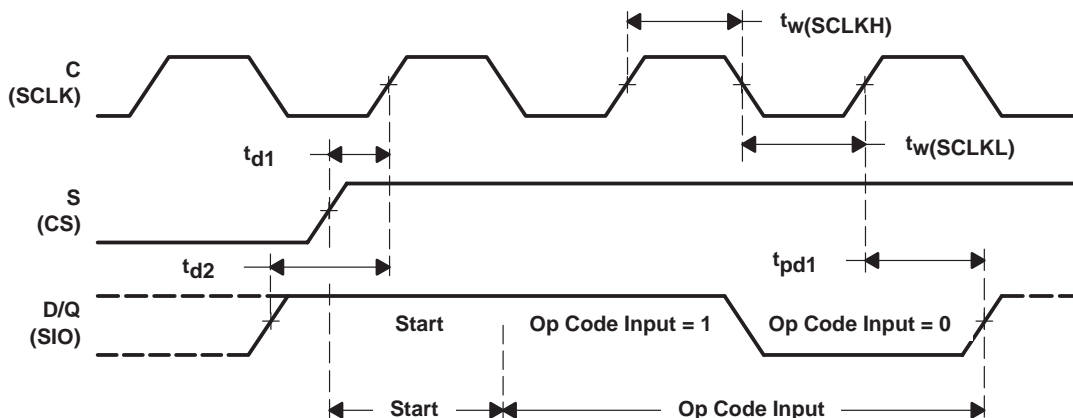 tw(SCLKH)
C
(SCLK)
td1
tw(SCLKL)
S
(CS)
td2
tpd1
D/Q
(SIO)
Start
Op Code Input = 1
Op Code Input = 0
Start
Op Code Input